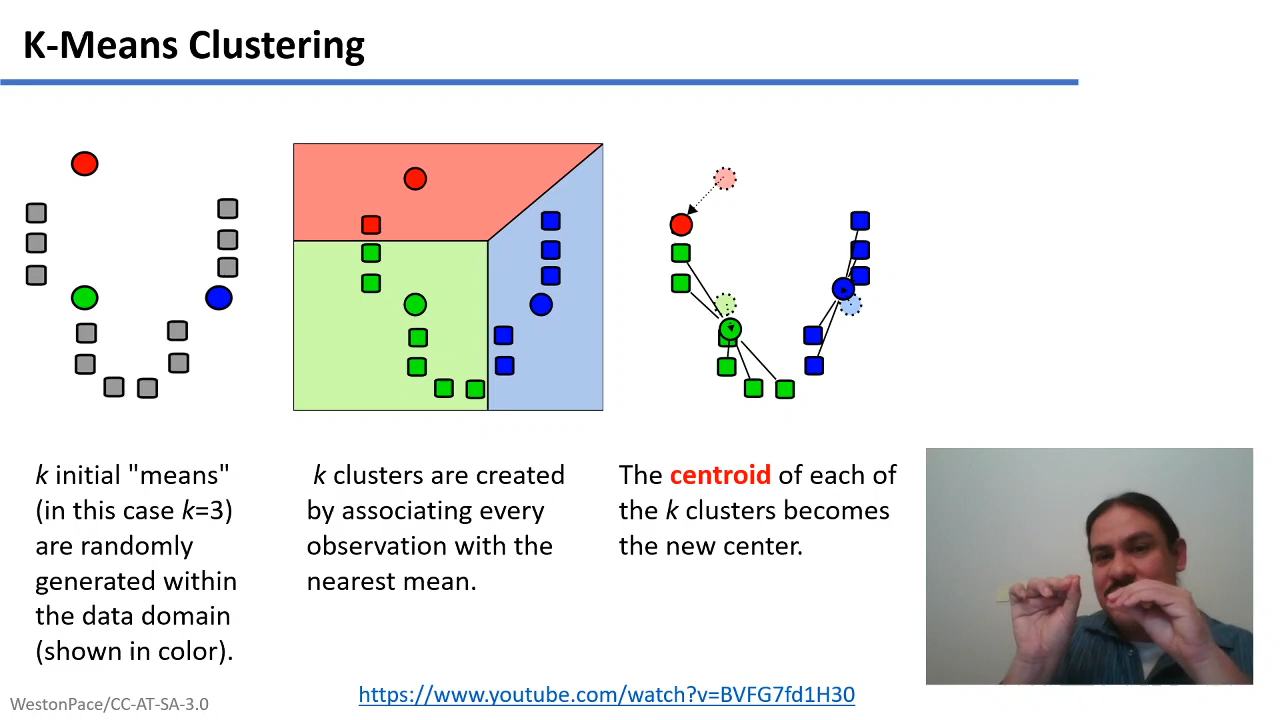 K-Means Clustering
k initial "means"
(in this case k=3)
are randomly
generated within
the data domain
(shown in color).
k clusters are created
by associating every
observation with the
nearest mean.
The centroid of each of
the k clusters becomes
the new center.
https://www.youtube.com/watch?v=BVFG7fd1H30
WestonPace/CC-AT-SA-3.0